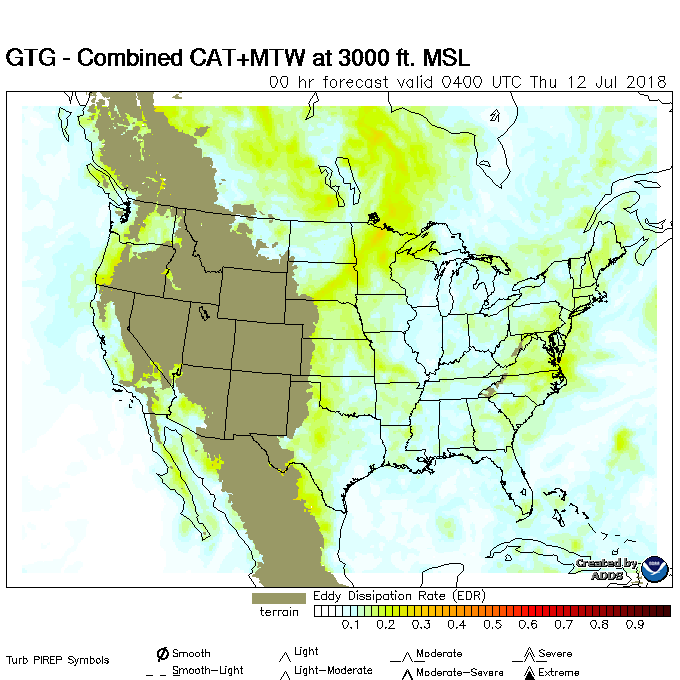 GTG - Combined CAT+MTW at 3000 ft. MSL
00 hr forecast valid 0400 UTC Thu 12 Jul 2018
Created by
ADDS
terrain
Eddy Dissipation Rate (EDR)
0.1 0.2 0.3 0.4 0.5 0.6 0.7 0.8 0.9
Turb PIREP Symbols
Smooth Light Moderate Severe
Smooth-Light Light-Moderate Moderate-Severe Extreme